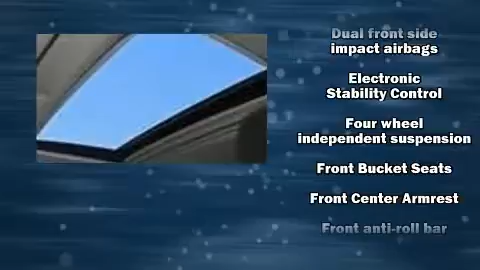 Dual front side
impact airbags
Electronic
Stability Control
Four wheel
independent suspension
Front Bucket Seats
Front Center Armrest
Front anti-roll bar